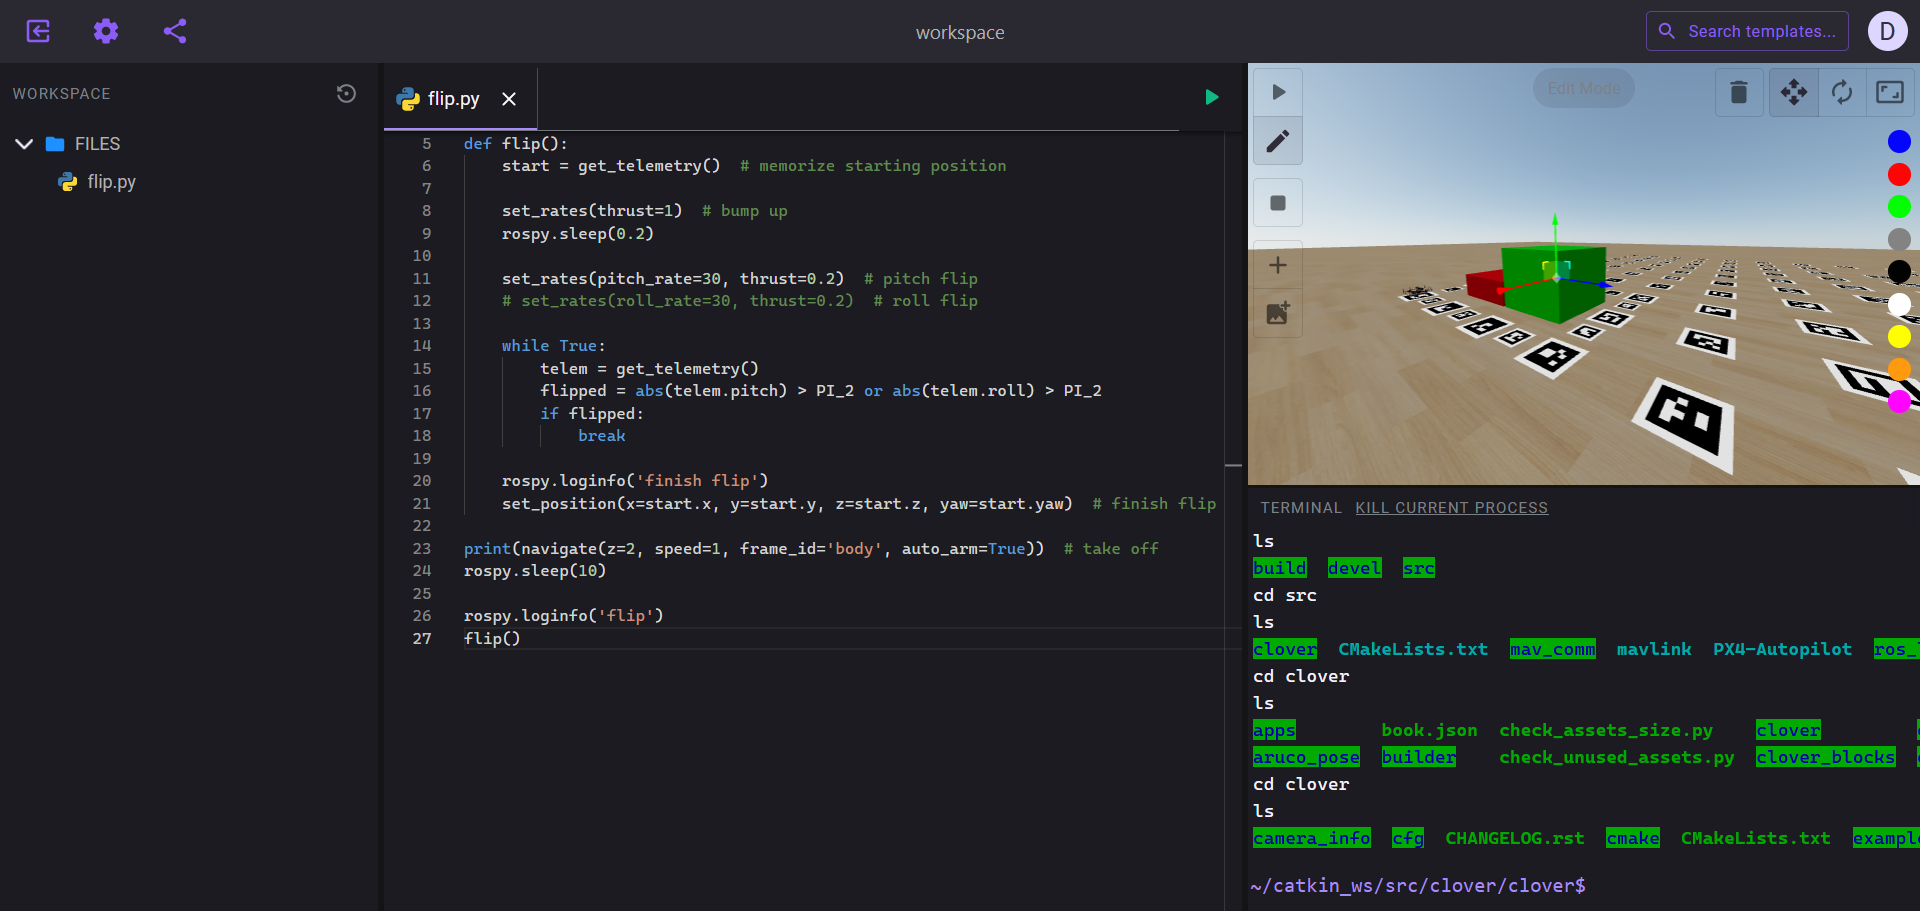 workspace
Search templates...
D
WORKSPACE
FILES
flip.py
flip.py
5 def flip():
6 start = get_telemetry() # memorize starting position
7
8 set_rates(thrust=1) # bump up
9 rospy.sleep(0.2)
10
11 set_rates(pitch_rate=30, thrust=0.2) # pitch flip
12 # set_rates(roll_rate=30, thrust=0.2) # roll flip
13
14 while True:
15 telem = get_telemetry()
16 flipped = abs(telem.pitch) > PI_2 or abs(telem.roll) > PI_2
17 if flipped:
18 break
19
20 rospy.loginfo('finish flip')
21 set_position(x=start.x, y=start.y, z=start.z, yaw=start.yaw) # finish flip
22
23 print(navigate(z=2, speed=1, frame_id='body', auto_arm=True)) # take off
24 rospy.sleep(10)
25
26 rospy.loginfo('flip')
27 flip()
Edit Mode
TERMINAL KILL CURRENT PROCESS
ls
build devel src
cd src
ls
clover CMakeLists.txt mav_comm mavlink PX4-Autopilot ros_
cd clover
ls
apps book.json check_assets_size.py clover
aruco_pose builder check_unused_assets.py clover_blocks
cd clover
ls
camera_info cfg CHANGELOG.rst cmake CMakeLists.txt example
~/catkin_ws/src/clover/clover$